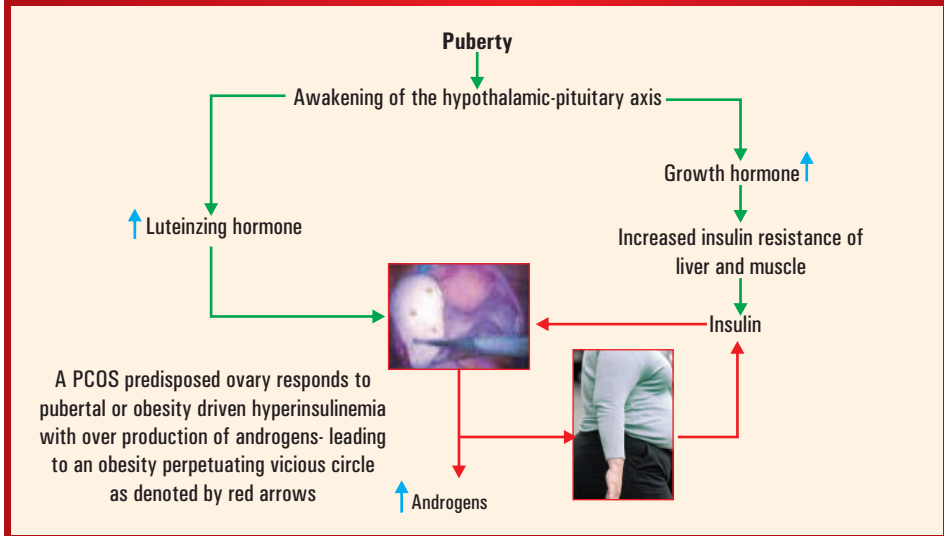 Puberty
Awakening of the hypothalamic-pituitary axis
Growth hormone
Luteinzing hormone
Increased insulin resistance of
liver and muscle
Insulin
A PCOS predisposed ovary responds to
pubertal or obesity driven hyperinsulinemia
with over production of androgens- leading
to an obesity perpetuating vicious circle
as denoted by red arrows
Androgens